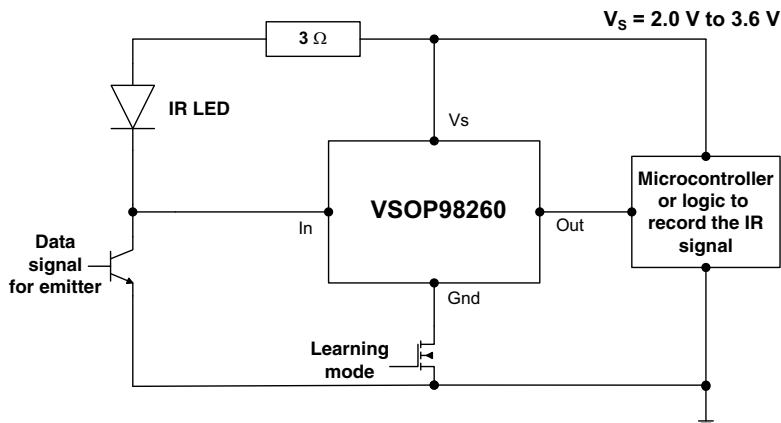 V_S = 2.0 V to 3.6 V
3 Ω
IR LED
Vs
VSOP98260
In
Out
Gnd
Microcontroller
or logic to
record the IR
signal
Data
signal
for emitter
Learning
mode